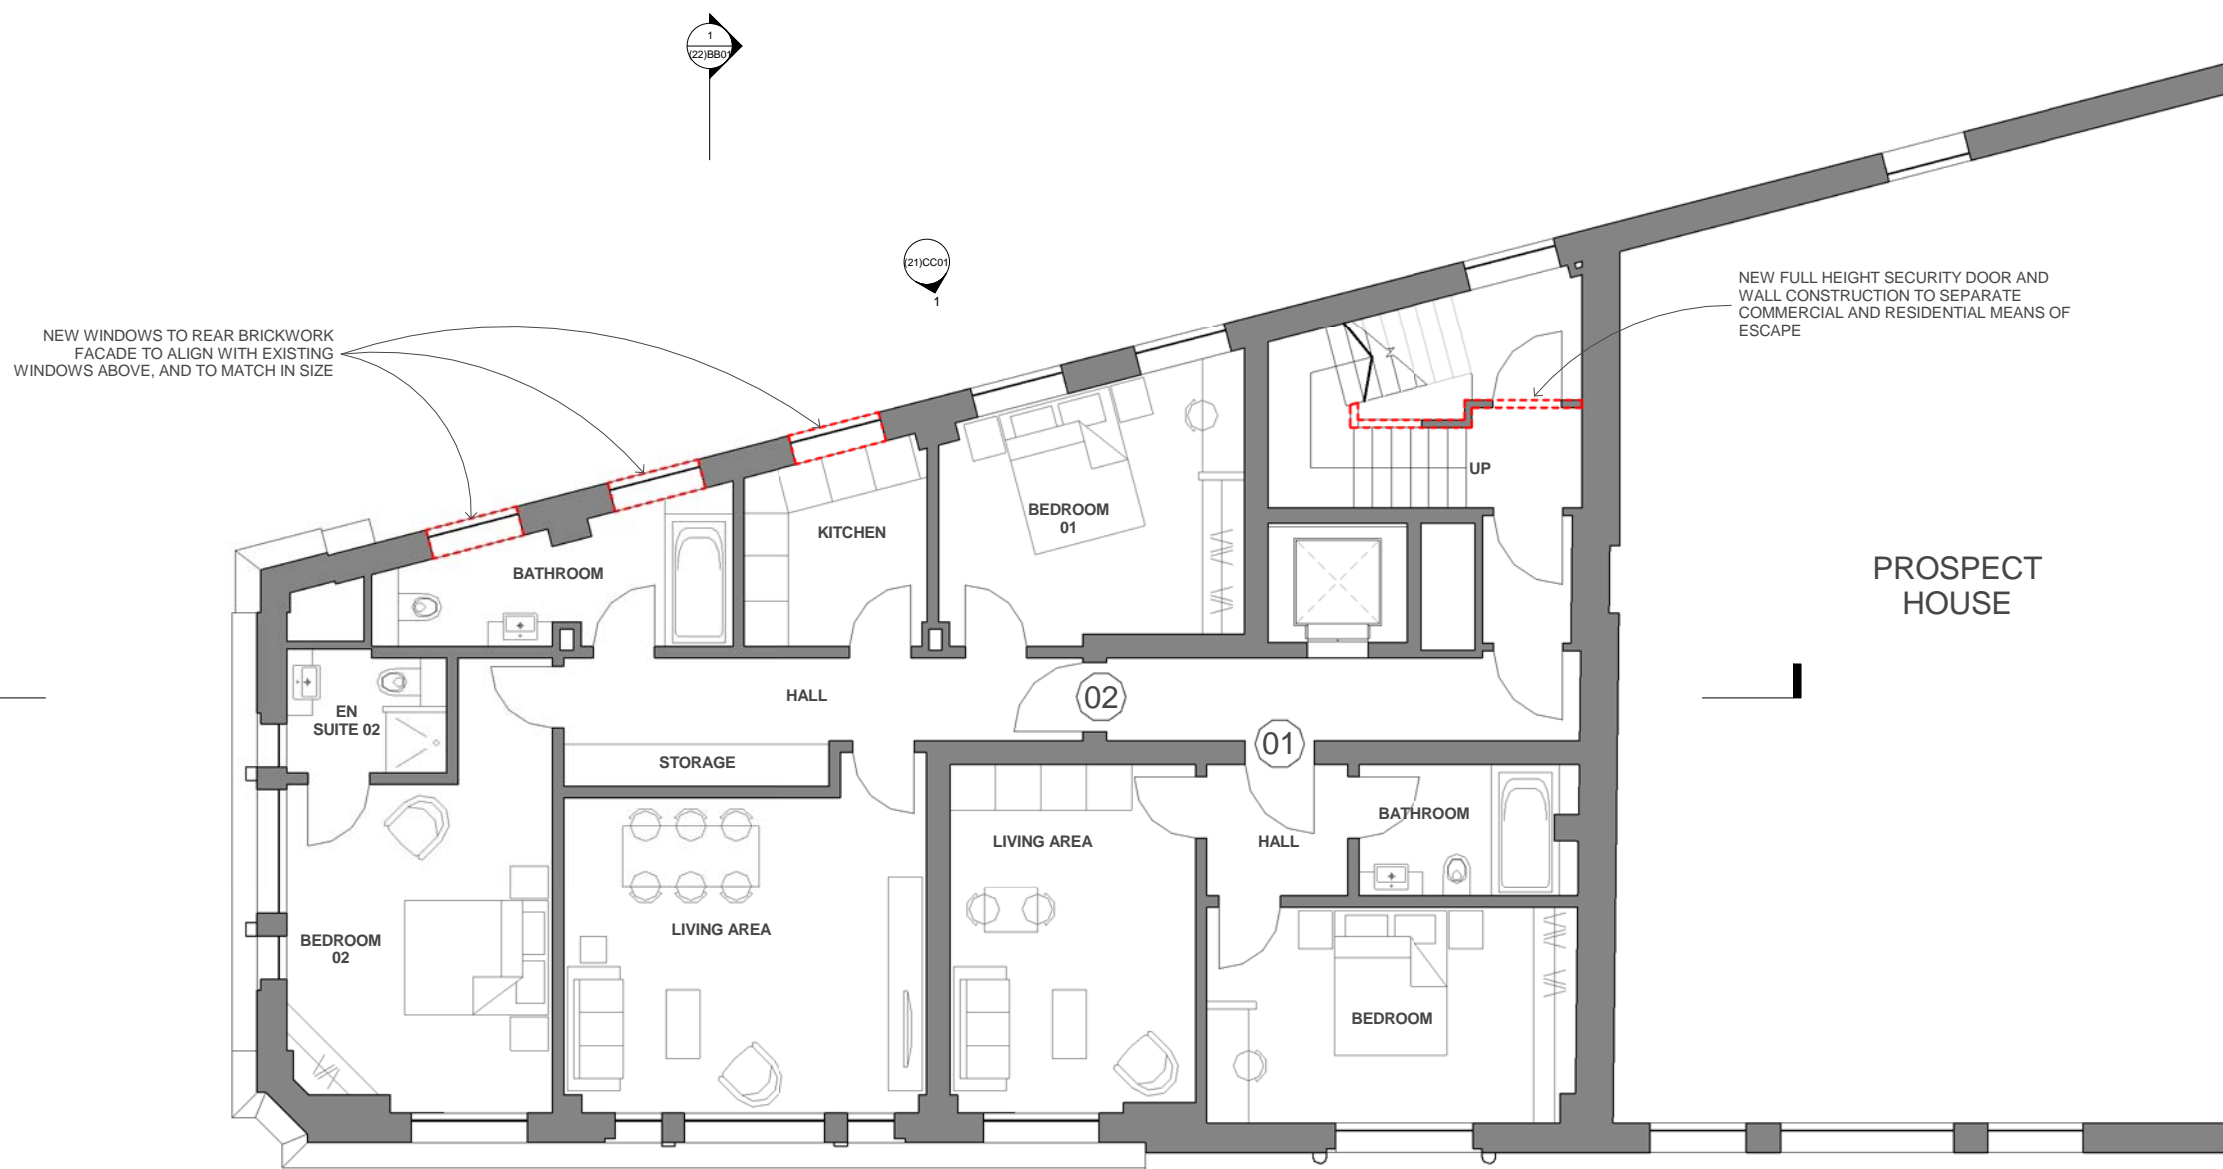 1
(22)BB01
(21)CC01
1
NEW WINDOWS TO REAR BRICKWORK
FACADE TO ALIGN WITH EXISTING
WINDOWS ABOVE, AND TO MATCH IN SIZE
NEW FULL HEIGHT SECURITY DOOR AND
WALL CONSTRUCTION TO SEPARATE
COMMERCIAL AND RESIDENTIAL MEANS OF
ESCAPE
UP
BEDROOM
01
KITCHEN
BATHROOM
PROSPECT
HOUSE
HALL
02
EN
SUITE 02
01
STORAGE
BATHROOM
LIVING AREA
HALL
LIVING AREA
BEDROOM
02
BEDROOM